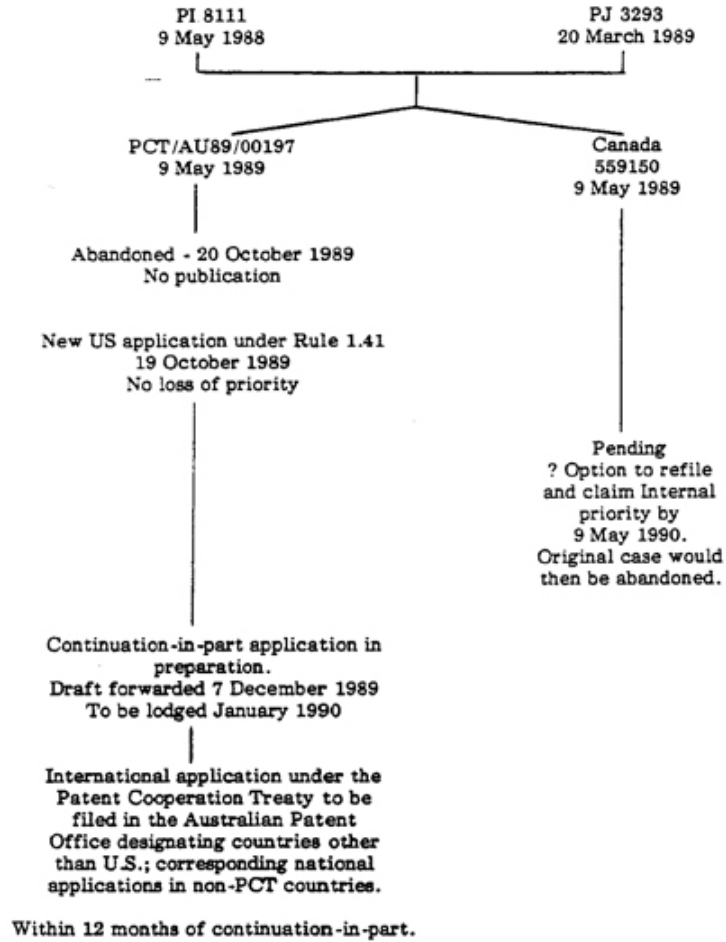 PI 8111
9 May 1988
PJ 3293
20 March 1989
PCT/AU89/00197
9 May 1989
Canada
559150
9 May 1989
Abandoned - 20 October 1989
No publication
New US application under Rule 1.41
19 October 1989
No loss of priority
Pending
? Option to refile
and claim Internal
priority by
9 May 1990.
Original case would
then be abandoned.
Continuation-in-part application in
preparation.
Draft forwarded 7 December 1989
To be lodged January 1990
International application under the
Patent Cooperation Treaty to be
filed in the Australian Patent
Office designating countries other
than U.S.; corresponding national
applications in non-PCT countries.
Within 12 months of continuation-in-part.